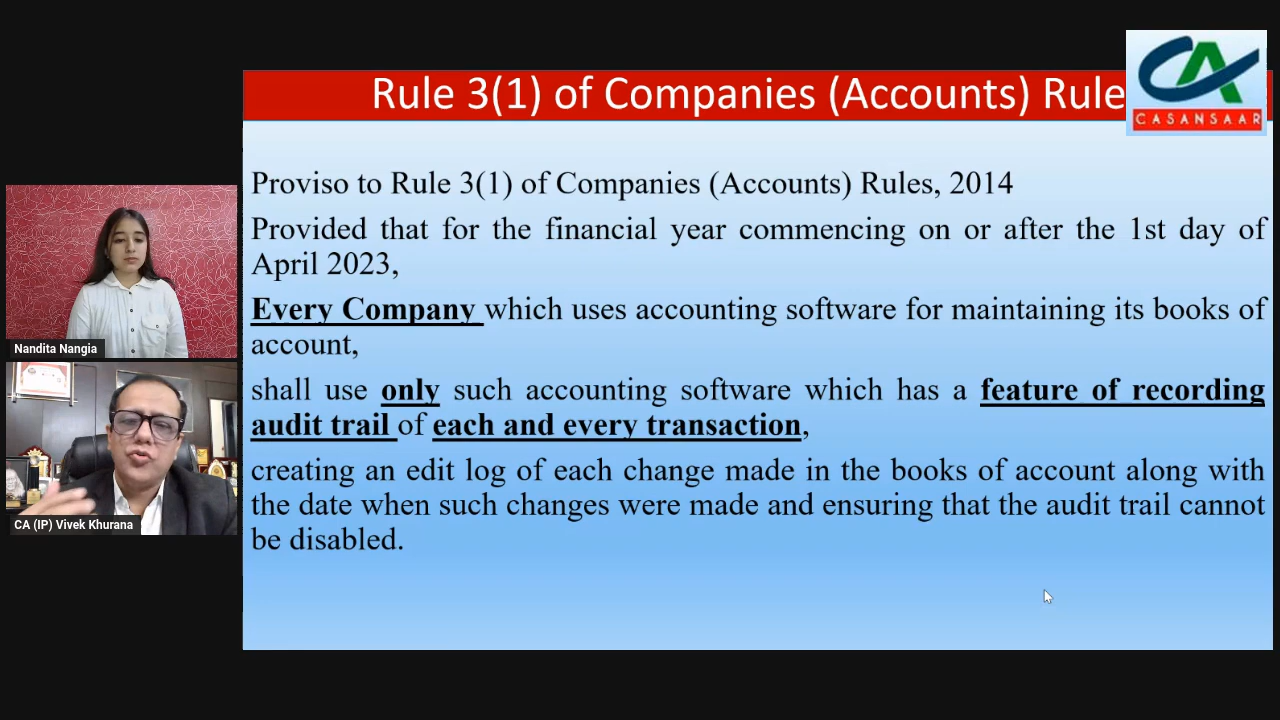 Rule 3(1) of Companies (Accounts) Rule
CASANSAAR
Proviso to Rule 3(1) of Companies (Accounts) Rules, 2014
Provided that for the financial year commencing on or after the 1st day of
April 2023,
Every Company which uses accounting software for maintaining its books of
account,
shall use only such accounting software which has a feature of recording
audit trail of each and every transaction,
creating an edit log of each change made in the books of account along with
the date when such changes were made and ensuring that the audit trail cannot
be disabled.
Nandita Nangia
CA (IP) Vivek Khurana